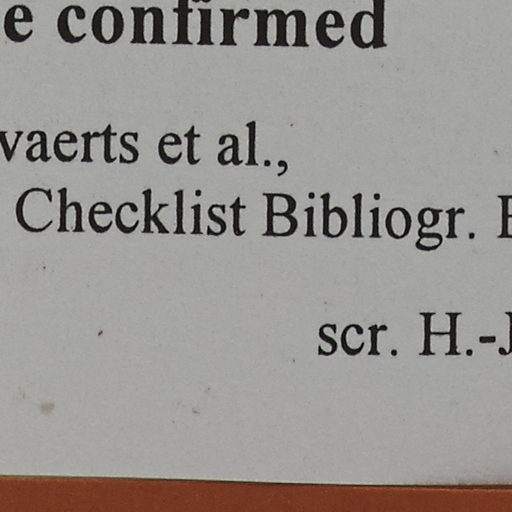 e confirmed
vaerts et al.,
Checklist Bibliogr. E
scr. H.-J